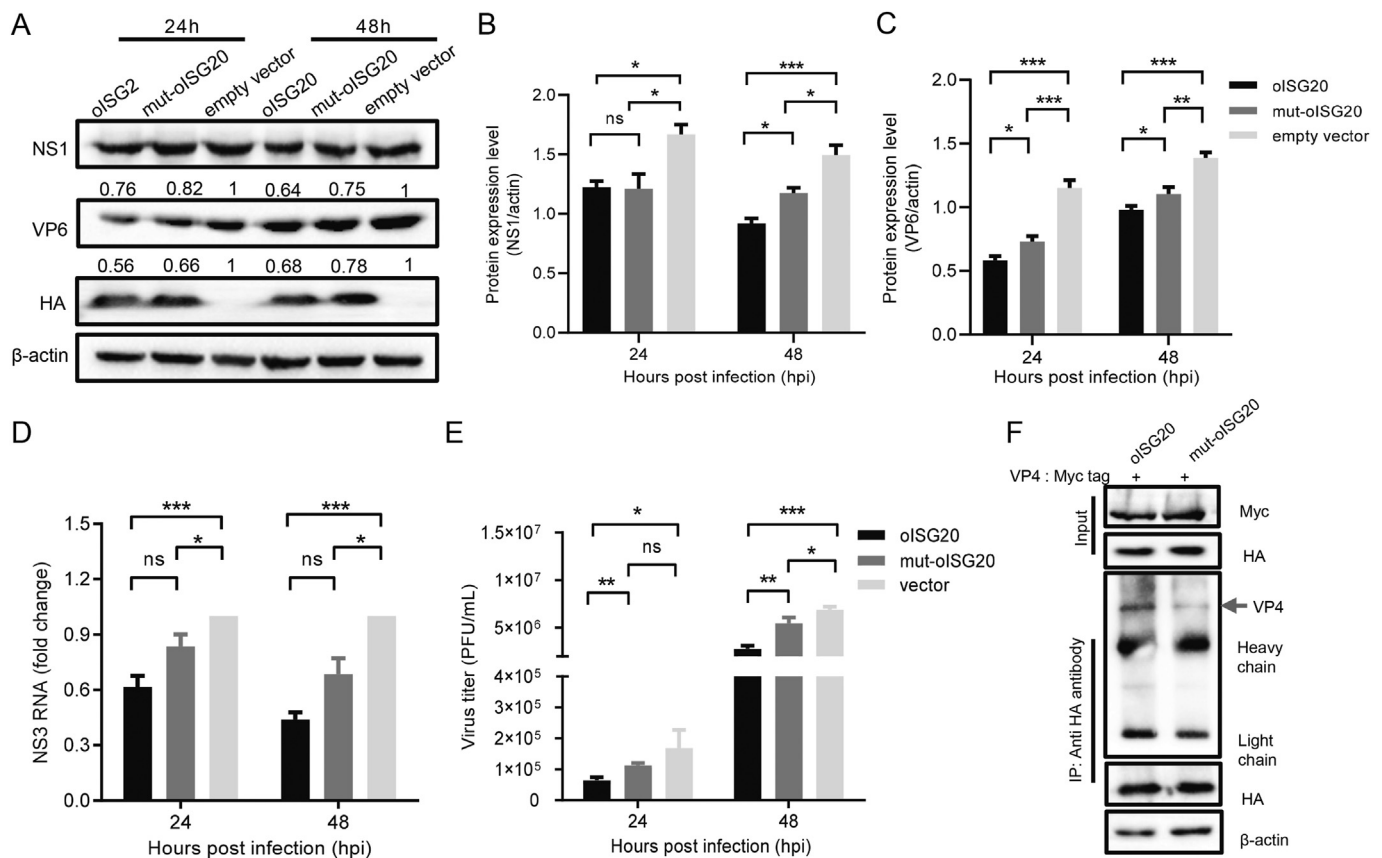 A
24h
48h
oISG2
mut-oISG20
empty vector
oISG20
mut-oISG20
empty vector
NS1
0.76 0.82 1 0.64 0.75 1
VP6
0.56 0.66 1 0.68 0.78 1
HA
β-actin
B
Protein expression level
(NS1/actin)
2.0
1.5
1.0
0.5
0.0
*
*
ns
***
*
*
24
48
Hours post infection (hpi)
C
Protein expression level
(VP6/actin)
2.0
1.5
1.0
0.5
0.0
***
***
*
***
**
*
24
48
Hours post infection (hpi)
oISG20
mut-oISG20
empty vector
D
NS3 RNA (fold change)
1.5
1.2
0.9
0.6
0.3
0.0
***
ns
*
***
ns
*
24
48
Hours post infection (hpi)
E
Virus titer (PFU/mL)
2×10⁷
1×10⁷
1×10⁷
5×10⁶
4×10⁵
3×10⁵
2×10⁵
1×10⁵
0
*
ns
**
***
*
**
24
48
Hours post infection (hpi)
oISG20
mut-oISG20
vector
F
oISG20
mut-oISG20
VP4 : Myc tag + +
Input
Myc
HA
IP: Anti HA antibody
VP4
Heavy
chain
Light
chain
HA
β-actin